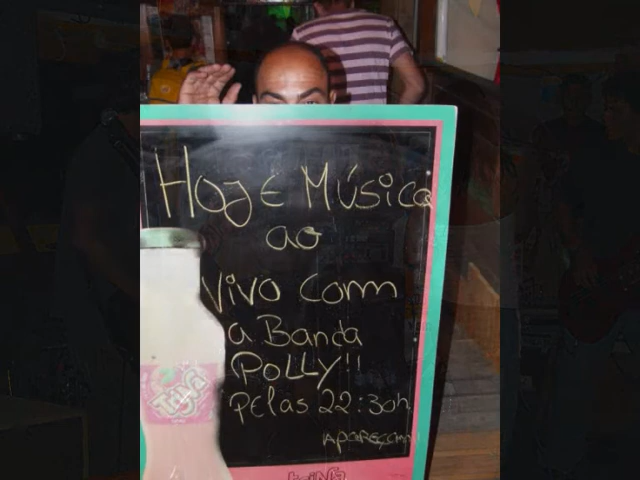 HOJE MÚSICA
ao
VIVO COM
a BANDA
POLLY!!
PELAS 22:30h
APAREÇAM!